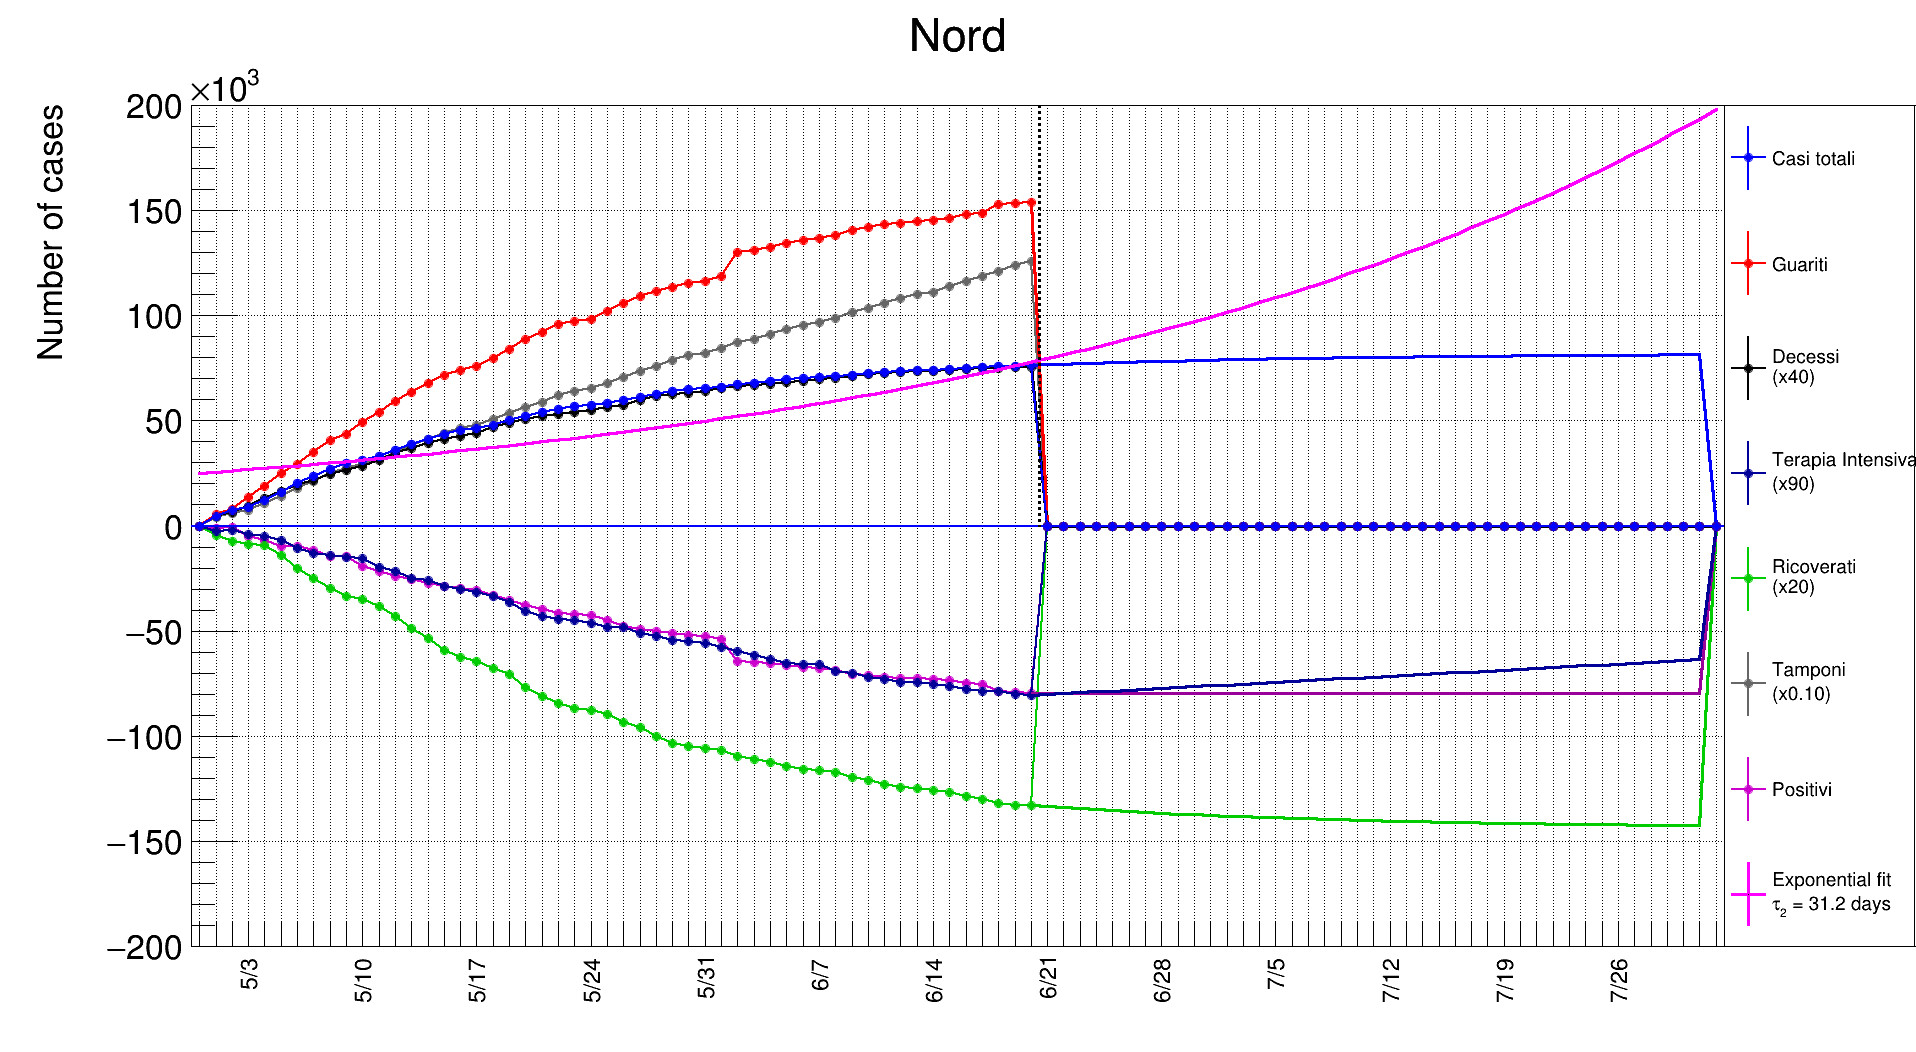 Nord
×10³
Number of cases
200
150
100
50
0
−50
−100
−150
−200
5/3
5/10
5/17
5/24
5/31
6/7
6/14
6/21
6/28
7/5
7/12
7/19
7/26
Casi totali
Guariti
Decessi
(x40)
Terapia Intensiva
(x90)
Ricoverati
(x20)
Tamponi
(x0.10)
Positivi
Exponential fit
τ₂ = 31.2 days